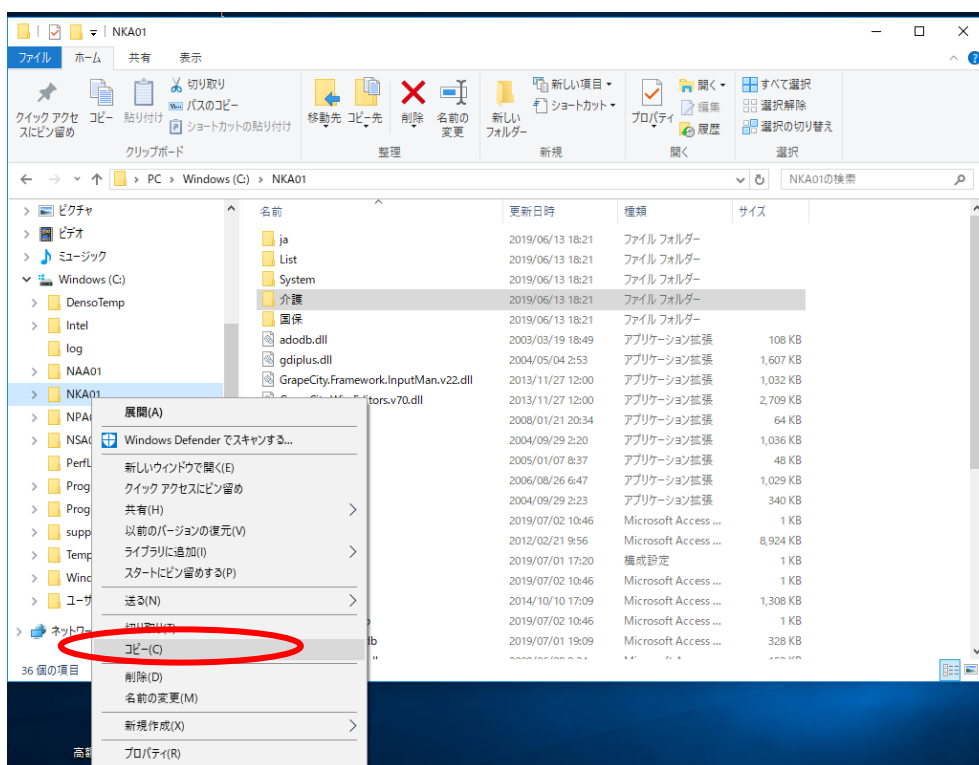 NKA01
ファイル ホーム 共有 表示
クイック アクセスにピン留め
コピー
貼り付け
切り取り
パスのコピー
ショートカットの貼り付け
クリップボード
移動先 コピー先 削除 名前の変更
整理
新しいフォルダー
新しい項目
ショートカット
新規
プロパティ
開く
編集
履歴
開く
すべて選択
選択解除
選択の切り替え
選択
PC > Windows (C:) > NKA01
NKA01の検索
ピクチャ
ビデオ
ミュージック
Windows (C:)
DensoTemp
Intel
log
NAA01
NKA01
PerfL
Prog
Prog
supp
Temp
Wind
ユーザ
ネットワー
36 個の項目
名前 更新日時 種類 サイズ
ja 2019/06/13 18:21 ファイル フォルダー
List 2019/06/13 18:21 ファイル フォルダー
System 2019/06/13 18:21 ファイル フォルダー
介護 2019/06/13 18:21 ファイル フォルダー
国保 2019/06/13 18:21 ファイル フォルダー
adodb.dll 2003/03/19 18:49 アプリケーション拡張 108 KB
gdiplus.dll 2004/05/04 2:53 アプリケーション拡張 1,607 KB
GrapeCity.Framework.InputMan.v22.dll 2013/11/27 12:00 アプリケーション拡張 1,032 KB
2013/11/27 12:00 アプリケーション拡張 2,709 KB
2008/01/21 20:34 アプリケーション拡張 64 KB
2004/09/29 2:20 アプリケーション拡張 1,036 KB
2005/01/07 8:37 アプリケーション拡張 48 KB
2006/08/26 6:47 アプリケーション拡張 1,029 KB
2004/09/29 2:23 アプリケーション拡張 340 KB
2019/07/02 10:46 Microsoft Access ... 1 KB
2012/02/21 9:56 Microsoft Access ... 8,924 KB
2019/07/01 17:20 構成設定 1 KB
2019/07/02 10:46 Microsoft Access ... 1 KB
2014/10/10 17:09 Microsoft Access ... 1,308 KB
2019/07/02 10:46 Microsoft Access ... 1 KB
2019/07/01 19:09 Microsoft Access ... 328 KB
展開(A)
Windows Defender でスキャンする...
新しいウィンドウで開く(E)
クイック アクセスにピン留め
共有(H)
以前のバージョンの復元(V)
ライブラリに追加(I)
スタートにピン留めする(P)
送る(N)
切り取り(T)
コピー(C)
削除(D)
名前の変更(M)
新規作成(X)
プロパティ(R)